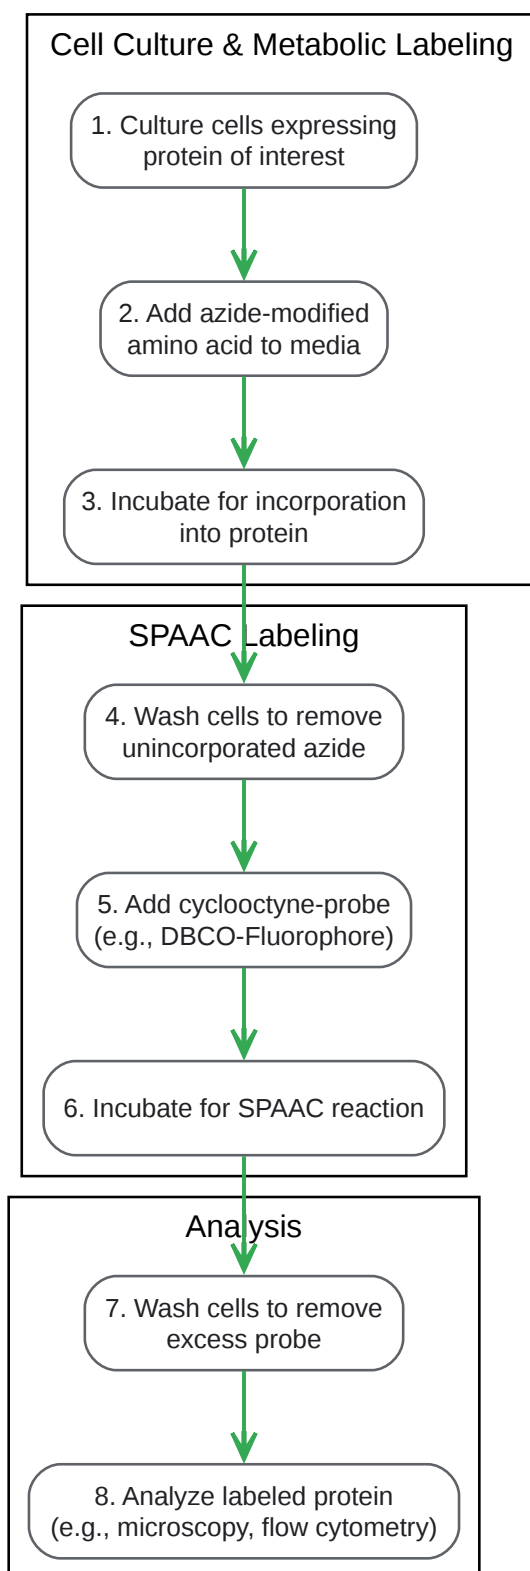 Cell Culture & Metabolic Labeling
1. Culture cells expressing
protein of interest
2. Add azide-modified
amino acid to media
3. Incubate for incorporation
into protein
SPAAC Labeling
4. Wash cells to remove
unincorporated azide
5. Add cyclooctyne-probe
(e.g., DBCO-Fluorophore)
6. Incubate for SPAAC reaction
Analysis
7. Wash cells to remove
excess probe
8. Analyze labeled protein
(e.g., microscopy, flow cytometry)